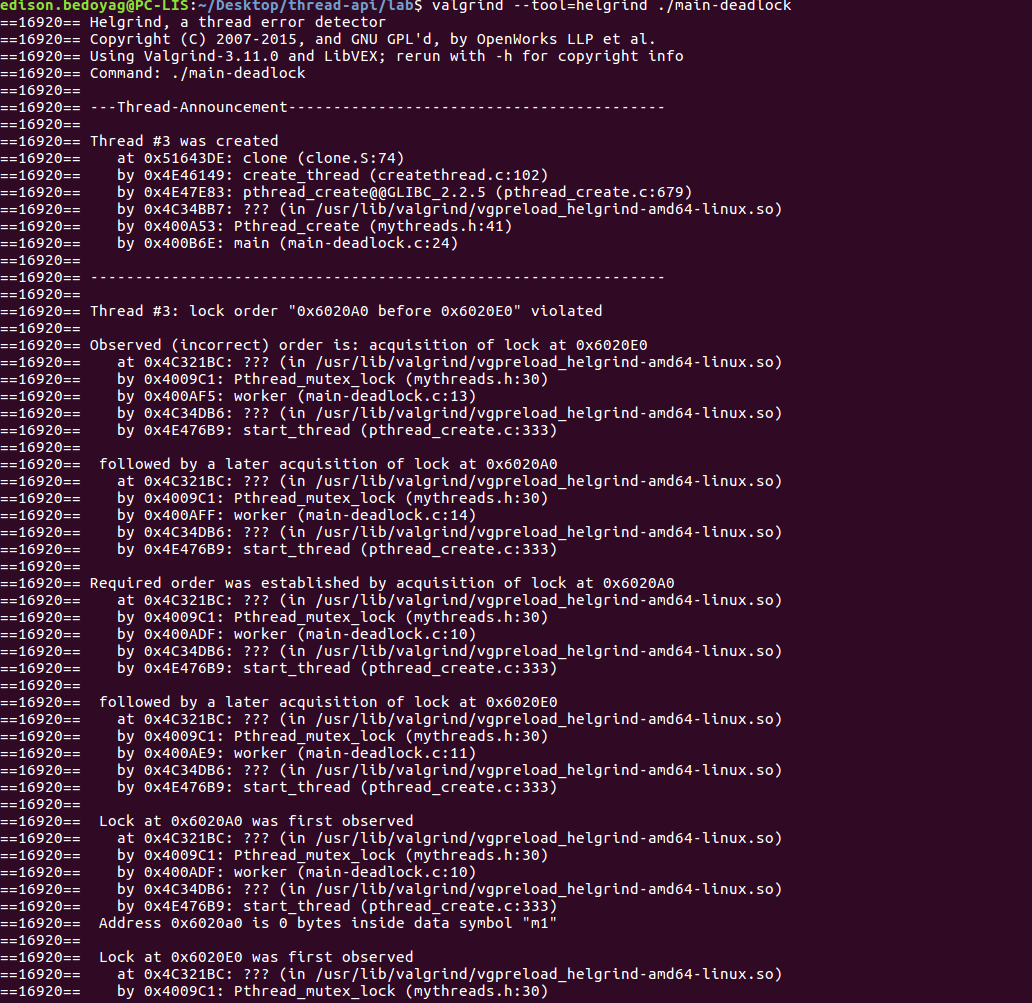 edison.bedoyag@PC-LIS:~/Desktop/thread-api/lab$ valgrind --tool=helgrind ./main-deadlock
==16920== Helgrind, a thread error detector
==16920== Copyright (C) 2007-2015, and GNU GPL'd, by OpenWorks LLP et al.
==16920== Using Valgrind-3.11.0 and LibVEX; rerun with -h for copyright info
==16920== Command: ./main-deadlock
==16920==
==16920== ---Thread-Announcement------------------------------------------
==16920==
==16920== Thread #3 was created
==16920==    at 0x51643DE: clone (clone.S:74)
==16920==    by 0x4E46149: create_thread (createthread.c:102)
==16920==    by 0x4E47E83: pthread_create@@GLIBC_2.2.5 (pthread_create.c:679)
==16920==    by 0x4C34BB7: ??? (in /usr/lib/valgrind/vgpreload_helgrind-amd64-linux.so)
==16920==    by 0x400A53: Pthread_create (mythreads.h:41)
==16920==    by 0x400B6E: main (main-deadlock.c:24)
==16920==
==16920== ----------------------------------------------------------------
==16920==
==16920== Thread #3: lock order "0x6020A0 before 0x6020E0" violated
==16920==
==16920== Observed (incorrect) order is: acquisition of lock at 0x6020E0
==16920==    at 0x4C321BC: ??? (in /usr/lib/valgrind/vgpreload_helgrind-amd64-linux.so)
==16920==    by 0x4009C1: Pthread_mutex_lock (mythreads.h:30)
==16920==    by 0x400AF5: worker (main-deadlock.c:13)
==16920==    by 0x4C34DB6: ??? (in /usr/lib/valgrind/vgpreload_helgrind-amd64-linux.so)
==16920==    by 0x4E476B9: start_thread (pthread_create.c:333)
==16920==
==16920==  followed by a later acquisition of lock at 0x6020A0
==16920==    at 0x4C321BC: ??? (in /usr/lib/valgrind/vgpreload_helgrind-amd64-linux.so)
==16920==    by 0x4009C1: Pthread_mutex_lock (mythreads.h:30)
==16920==    by 0x400AFF: worker (main-deadlock.c:14)
==16920==    by 0x4C34DB6: ??? (in /usr/lib/valgrind/vgpreload_helgrind-amd64-linux.so)
==16920==    by 0x4E476B9: start_thread (pthread_create.c:333)
==16920==
==16920== Required order was established by acquisition of lock at 0x6020A0
==16920==    at 0x4C321BC: ??? (in /usr/lib/valgrind/vgpreload_helgrind-amd64-linux.so)
==16920==    by 0x4009C1: Pthread_mutex_lock (mythreads.h:30)
==16920==    by 0x400ADF: worker (main-deadlock.c:10)
==16920==    by 0x4C34DB6: ??? (in /usr/lib/valgrind/vgpreload_helgrind-amd64-linux.so)
==16920==    by 0x4E476B9: start_thread (pthread_create.c:333)
==16920==
==16920==  followed by a later acquisition of lock at 0x6020E0
==16920==    at 0x4C321BC: ??? (in /usr/lib/valgrind/vgpreload_helgrind-amd64-linux.so)
==16920==    by 0x4009C1: Pthread_mutex_lock (mythreads.h:30)
==16920==    by 0x400AE9: worker (main-deadlock.c:11)
==16920==    by 0x4C34DB6: ??? (in /usr/lib/valgrind/vgpreload_helgrind-amd64-linux.so)
==16920==    by 0x4E476B9: start_thread (pthread_create.c:333)
==16920==
==16920==  Lock at 0x6020A0 was first observed
==16920==    at 0x4C321BC: ??? (in /usr/lib/valgrind/vgpreload_helgrind-amd64-linux.so)
==16920==    by 0x4009C1: Pthread_mutex_lock (mythreads.h:30)
==16920==    by 0x400ADF: worker (main-deadlock.c:10)
==16920==    by 0x4C34DB6: ??? (in /usr/lib/valgrind/vgpreload_helgrind-amd64-linux.so)
==16920==    by 0x4E476B9: start_thread (pthread_create.c:333)
==16920==  Address 0x6020a0 is 0 bytes inside data symbol "m1"
==16920==
==16920==  Lock at 0x6020E0 was first observed
==16920==    at 0x4C321BC: ??? (in /usr/lib/valgrind/vgpreload_helgrind-amd64-linux.so)
==16920==    by 0x4009C1: Pthread_mutex_lock (mythreads.h:30)